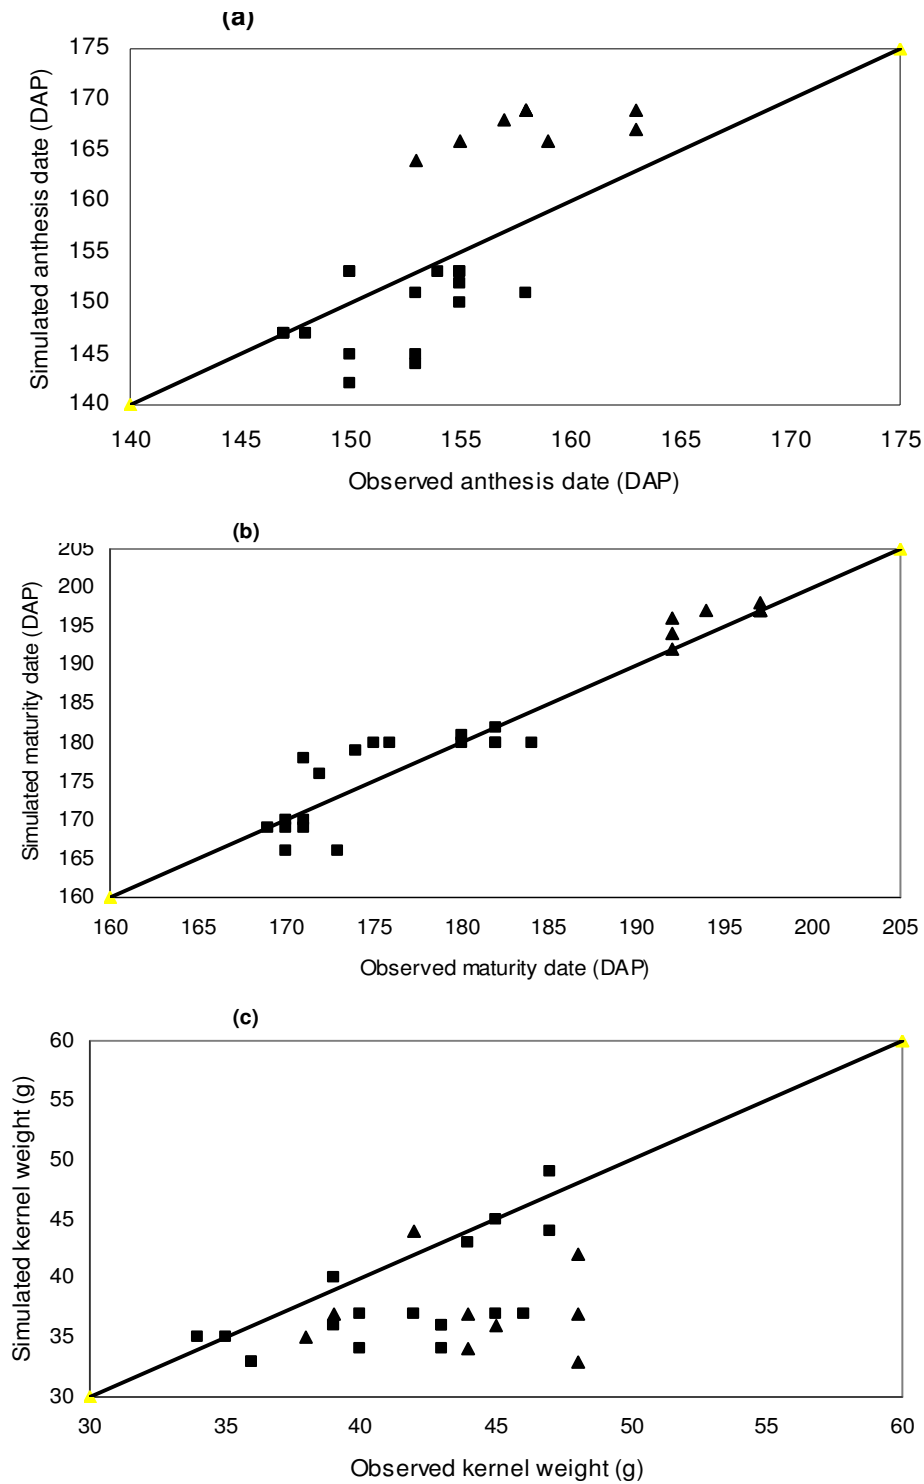 (a)
175
170
165
160
155
150
145
140
Simulated anthesis date (DAP)
140 145 150 155 160 165 170 175
Observed anthesis date (DAP)
(b)
205
200
195
190
185
180
175
170
165
160
Simulated maturity date (DAP)
160 165 170 175 180 185 190 195 200 205
Observed maturity date (DAP)
(c)
60
55
50
45
40
35
30
Simulated kernel weight (g)
30 35 40 45 50 55 60
Observed kernel weight (g)